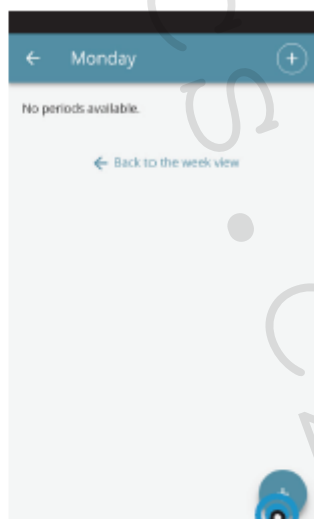 ← Monday +
No periods available.
← Back to the week view